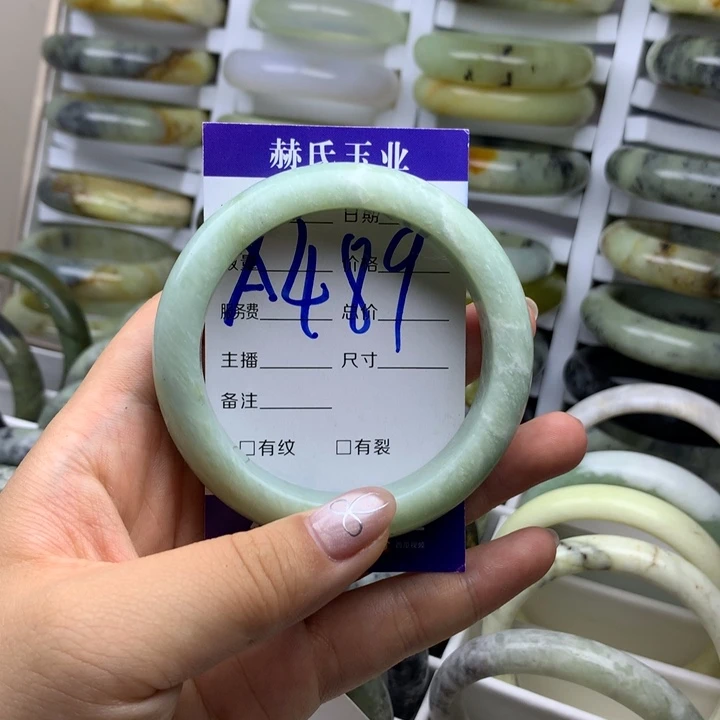 赫氏玉业
日期
A489
数量 价格
服务费 总价
主播 尺寸
备注
□有纹 □有裂